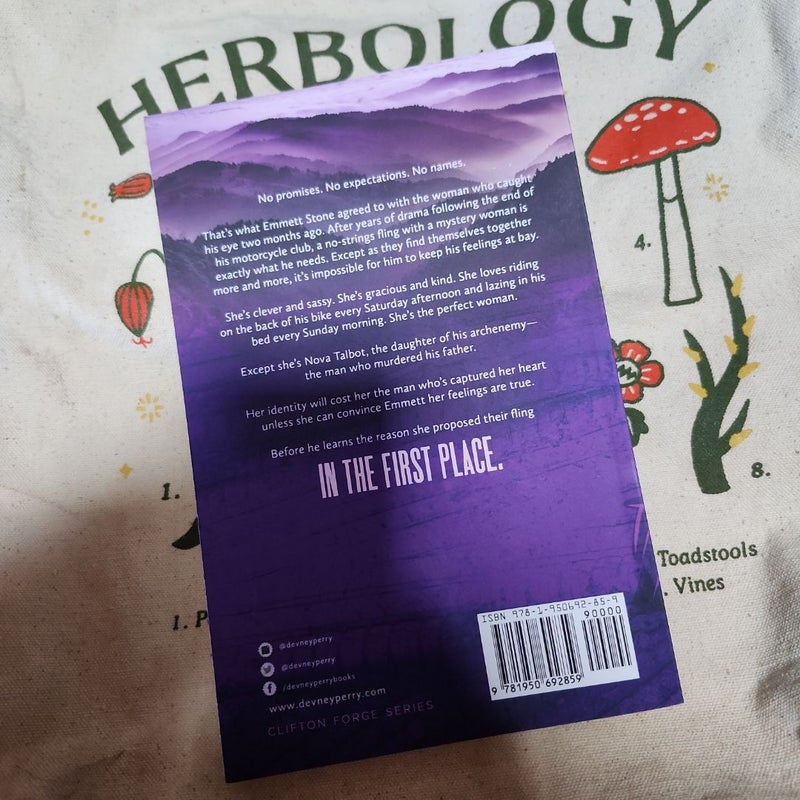 HERBOLOGY
No promises. No expectations. No names.
That's what Emmett Stone agreed to with the woman who caught
his eye two months ago. After years of drama following the end of
his motorcycle club, a no-strings fling with a mystery woman is
exactly what he needs. Except as they find themselves together
more and more, it's impossible for him to keep his feelings at bay.
She's clever and sassy. She's gracious and kind. She loves riding
on the back of his bike every Saturday afternoon and lazing in his
bed every Sunday morning. She's the perfect woman.
Except she's Nova Talbot, the daughter of his archenemy—
the man who murdered his father.
Her identity will cost her the man who's captured her heart
unless she can convince Emmett her feelings are true.
Before he learns the reason she proposed their fling
IN THE FIRST PLACE.
4.
1.
8.
Toadstools
. Vines
1. P
ISBN 978-1-950692-85-9
90000
9 781950 692859
@devneyperry
@devneyperry
/devneyperrybooks
www.devneyperry.com
CLIFTON FORGE SERIES